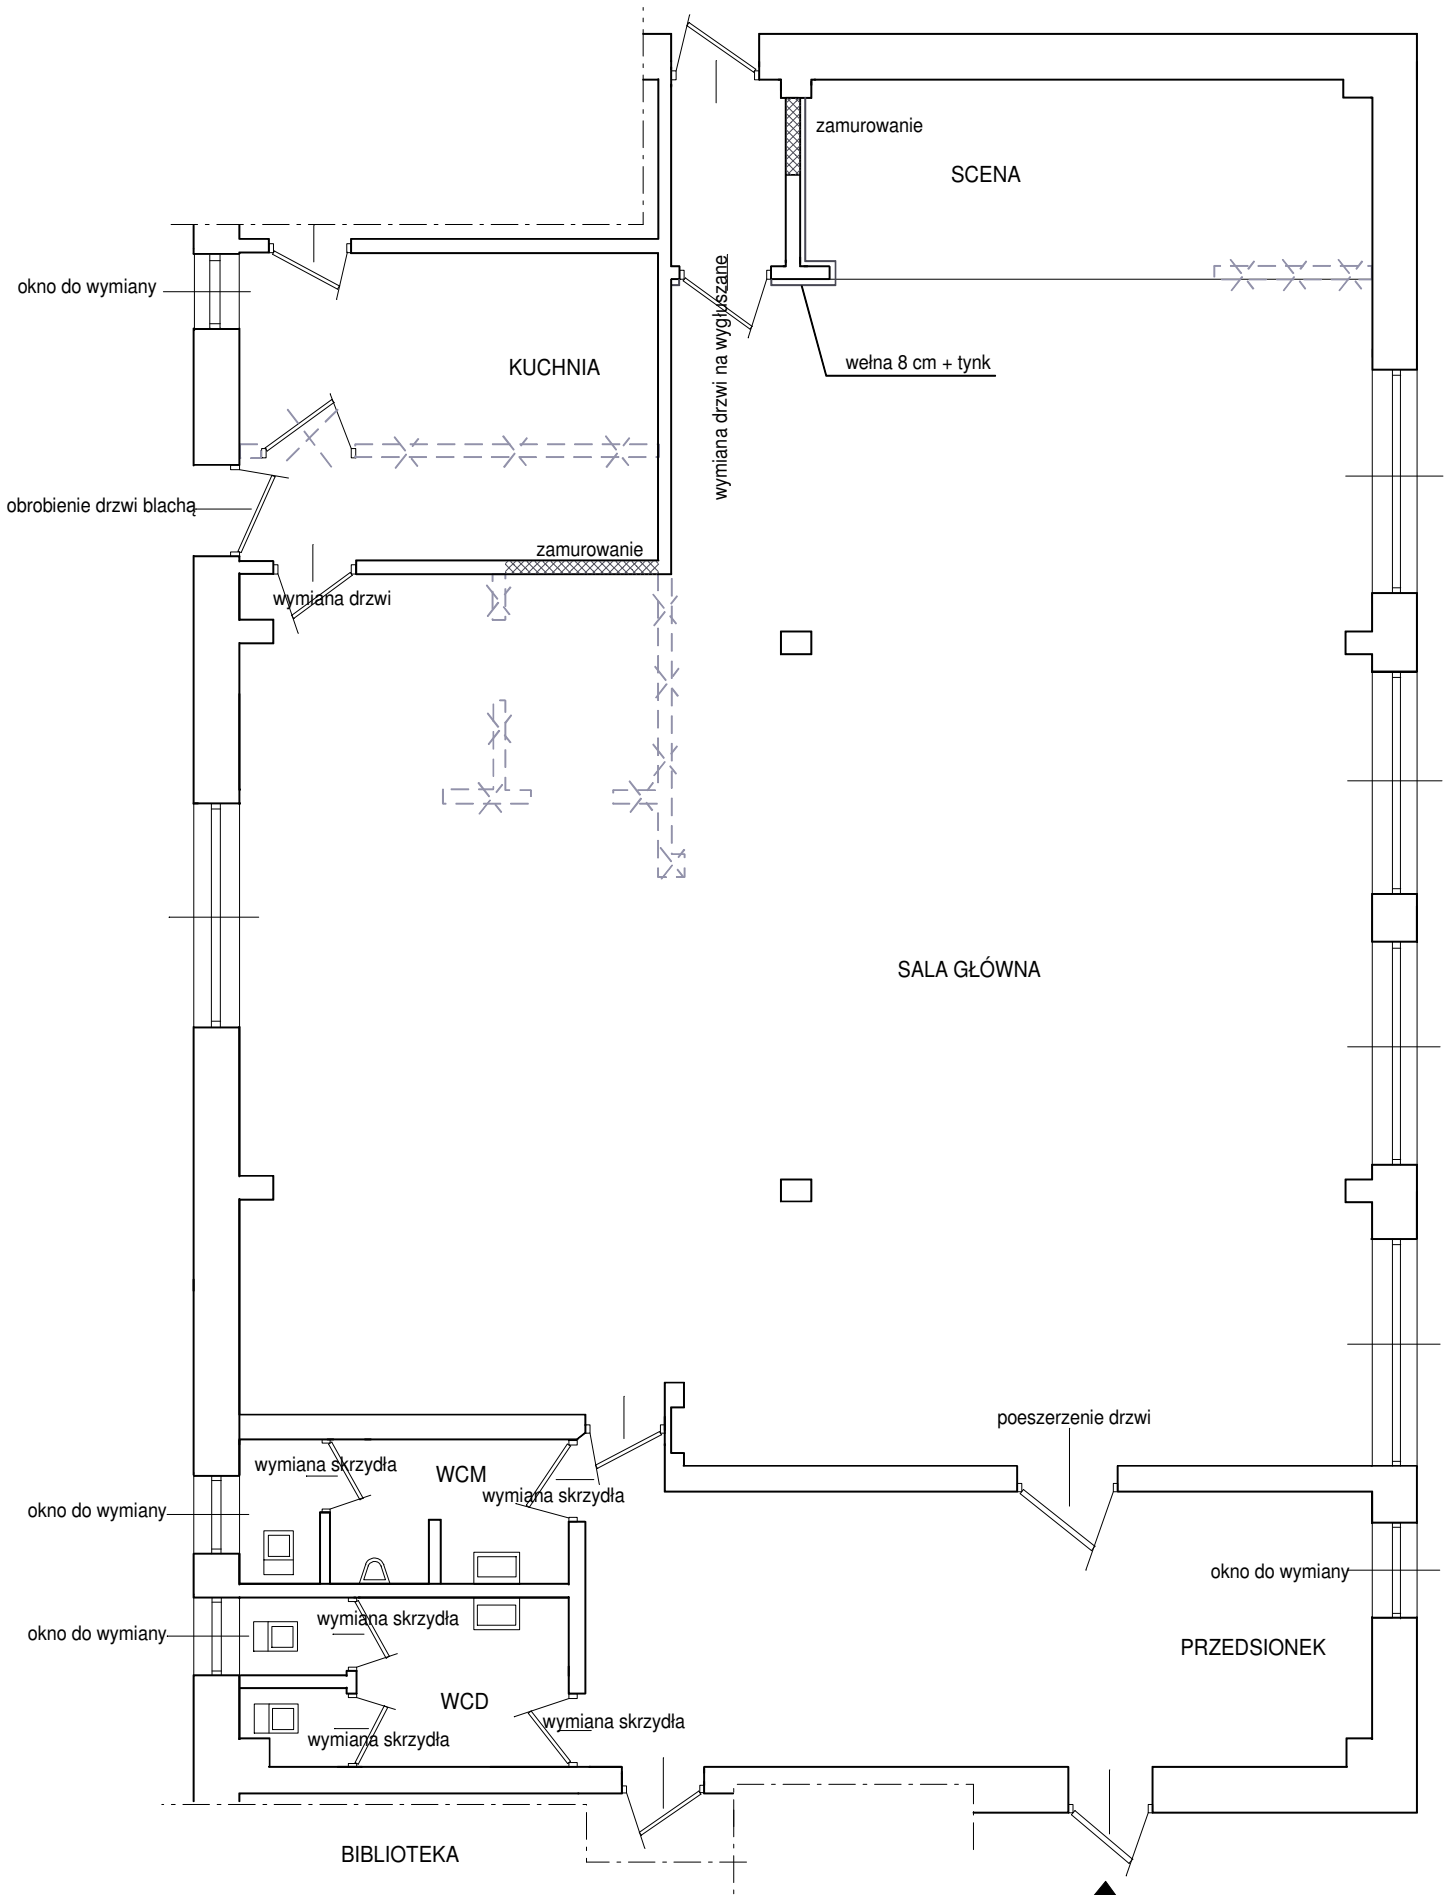 zamurowanie
SCENA
okno do wymiany
wymiana drzwi na wygłuszane
KUCHNIA
wełna 8 cm + tynk
obrobienie drzwi blachą
zamurowanie
wymiana drzwi
SALA GŁÓWNA
poeszerzenie drzwi
wymiana skrzydła
WCM
wymiana skrzydła
okno do wymiany
okno do wymiany
wymiana skrzydła
okno do wymiany
PRZEDSIONEK
WCD
wymiana skrzydła
wymiana skrzydła
BIBLIOTEKA